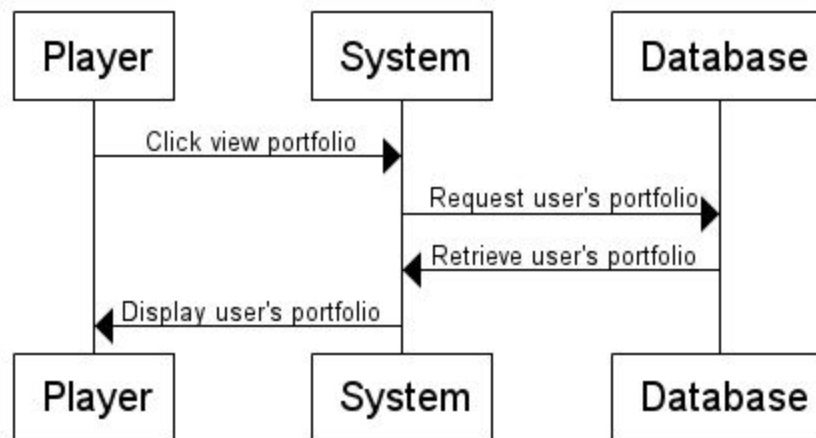 Player
System
Database
Click view portfolio
Request user's portfolio
Retrieve user's portfolio
Display user's portfolio
Player
System
Database